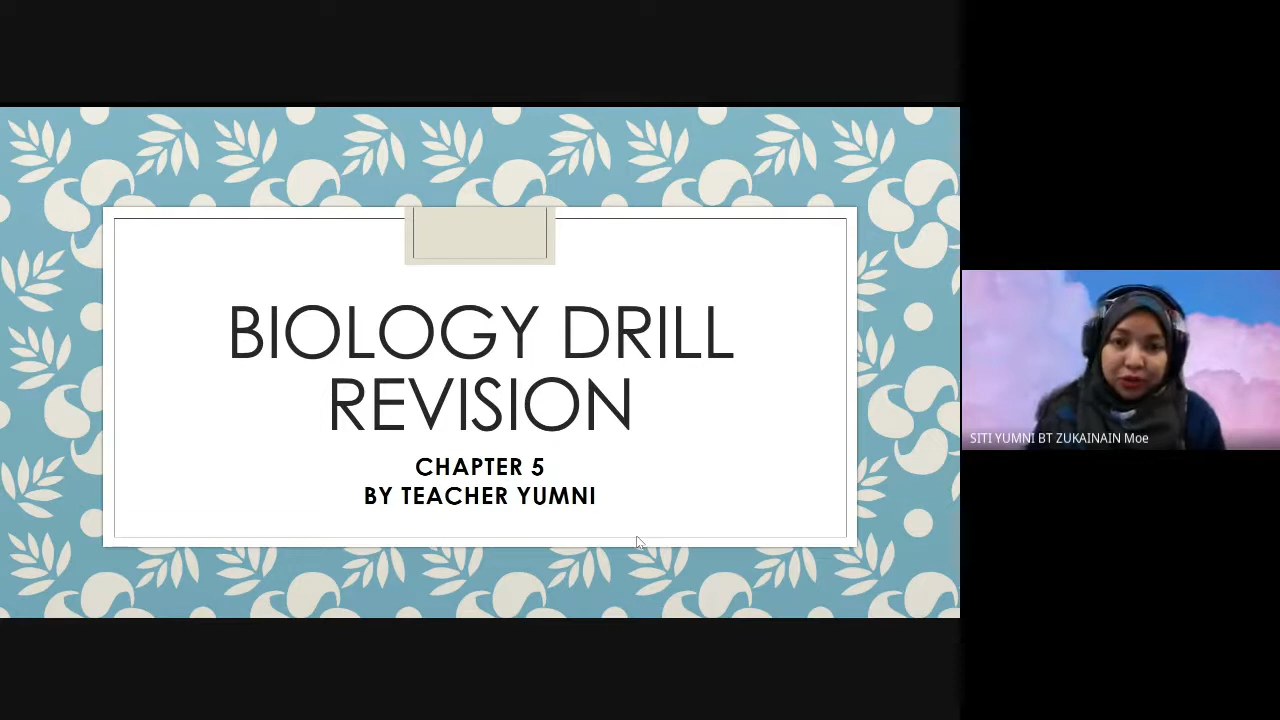 BIOLOGY DRILL
REVISION
CHAPTER 5
BY TEACHER YUMNI
SITI YUMNI BT ZUKAINAIN Moe